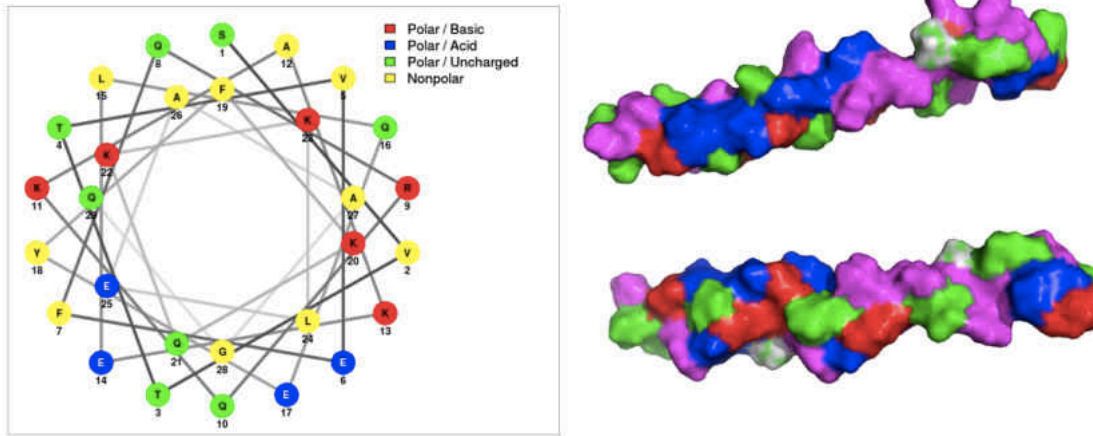 Polar / Basic
Polar / Acid
Polar / Uncharged
Nonpolar
S
1
Q
8
A
12
L
15
V
5
A
26
F
19
T
4
K
22
K
23
Q
16
K
11
Q
29
A
27
R
9
Y
18
K
20
V
2
F
7
E
25
L
24
K
13
E
14
Q
21
G
28
E
6
T
3
Q
10
E
17